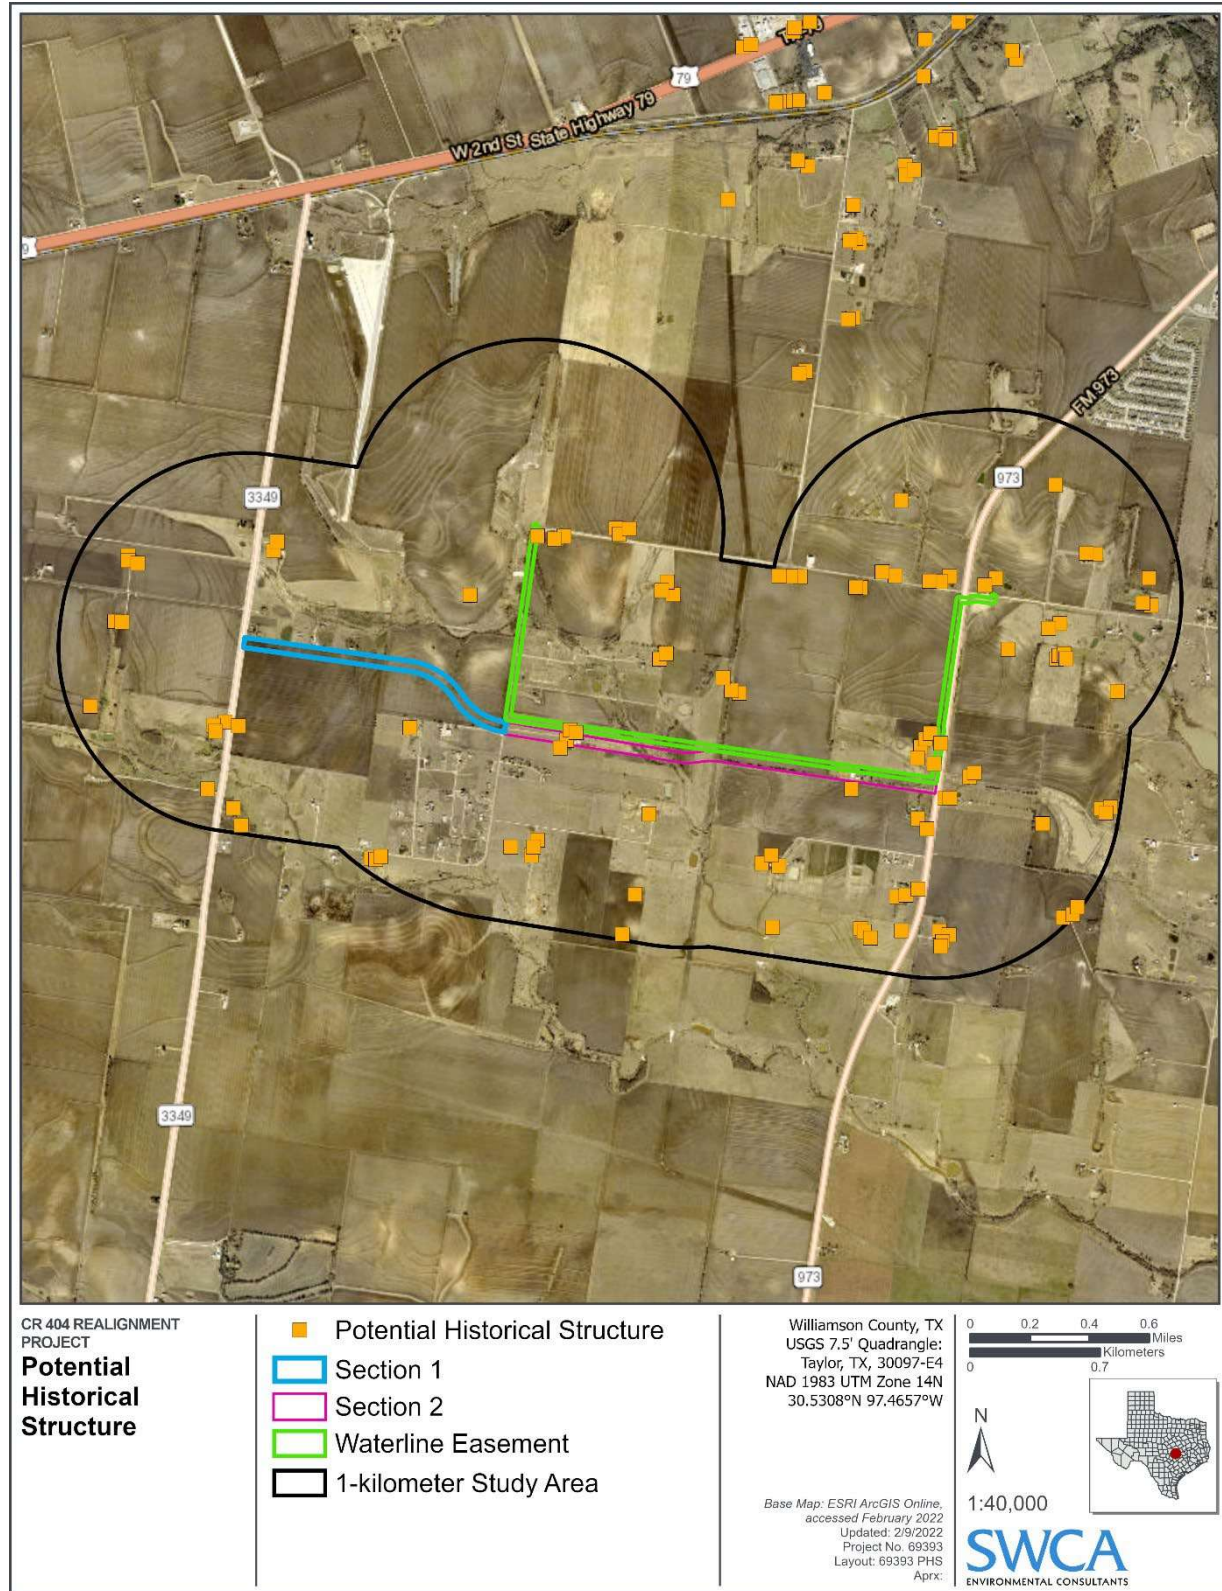 79
W 2nd St
State Highway 79
9
FM 973
3349
973
3349
973
CR 404 REALIGNMENT
PROJECT
Potential
Historical
Structure
Potential Historical Structure
Section 1
Section 2
Waterline Easement
1-kilometer Study Area
Williamson County, TX
USGS 7.5' Quadrangle:
Taylor, TX, 30097-E4
NAD 1983 UTM Zone 14N
30.5308°N 97.4657°W
Base Map: ESRI ArcGIS Online,
accessed February 2022
Updated: 2/9/2022
Project No. 69393
Layout: 69393 PHS
Aprx:
0 0.2 0.4 0.6
Miles
Kilometers
0 0.7
N
1:40,000
SWCA
ENVIRONMENTAL CONSULTANTS